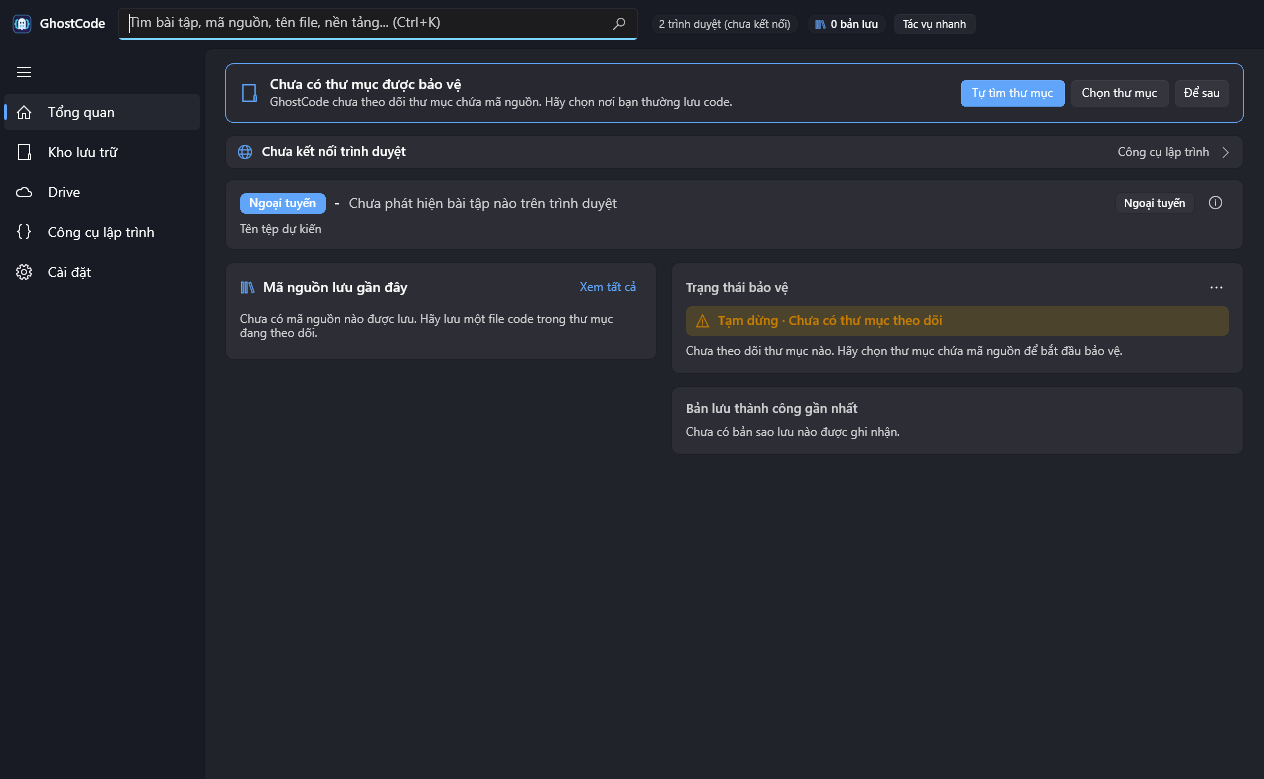 GhostCode
Tìm bài tập, mã nguồn, tên file, nền tảng... (Ctrl+K)
2 trình duyệt (chưa kết nối)
0 bản lưu
Tác vụ nhanh
Tổng quan
Kho lưu trữ
Drive
Công cụ lập trình
Cài đặt
Chưa có thư mục được bảo vệ
GhostCode chưa theo dõi thư mục chứa mã nguồn. Hãy chọn nơi bạn thường lưu code.
Tự tìm thư mục
Chọn thư mục
Để sau
Chưa kết nối trình duyệt
Công cụ lập trình
Ngoại tuyến - Chưa phát hiện bài tập nào trên trình duyệt
Ngoại tuyến
Tên tệp dự kiến
Mã nguồn lưu gần đây
Xem tất cả
Chưa có mã nguồn nào được lưu. Hãy lưu một file code trong thư mục
đang theo dõi.
Trạng thái bảo vệ
Tạm dừng · Chưa có thư mục theo dõi
Chưa theo dõi thư mục nào. Hãy chọn thư mục chứa mã nguồn để bắt đầu bảo vệ.
Bản lưu thành công gần nhất
Chưa có bản sao lưu nào được ghi nhận.